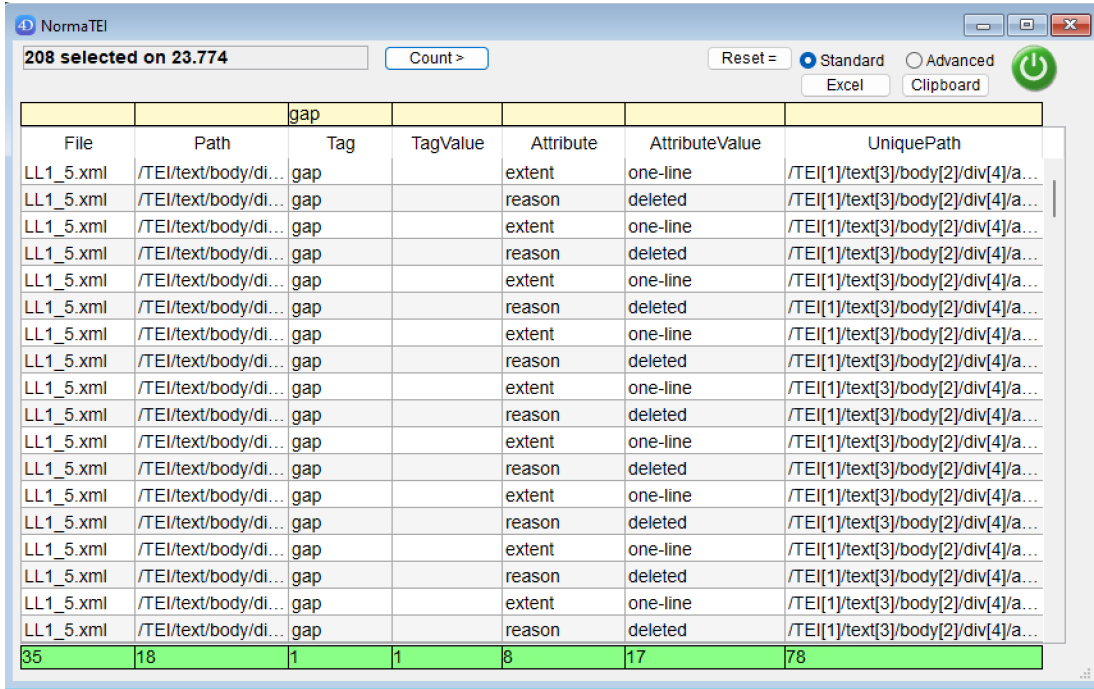 NormaTEI
208 selected on 23.774 Count > Reset = Standard Advanced
Excel Clipboard
gap
File Path Tag TagValue Attribute AttributeValue UniquePath
LL1_5.xml /TEI/text/body/di... gap extent one-line /TEI[1]/text[3]/body[2]/div[4]/a...
LL1_5.xml /TEI/text/body/di... gap reason deleted /TEI[1]/text[3]/body[2]/div[4]/a...
LL1_5.xml /TEI/text/body/di... gap extent one-line /TEI[1]/text[3]/body[2]/div[4]/a...
LL1_5.xml /TEI/text/body/di... gap reason deleted /TEI[1]/text[3]/body[2]/div[4]/a...
LL1_5.xml /TEI/text/body/di... gap extent one-line /TEI[1]/text[3]/body[2]/div[4]/a...
LL1_5.xml /TEI/text/body/di... gap reason deleted /TEI[1]/text[3]/body[2]/div[4]/a...
LL1_5.xml /TEI/text/body/di... gap extent one-line /TEI[1]/text[3]/body[2]/div[4]/a...
LL1_5.xml /TEI/text/body/di... gap reason deleted /TEI[1]/text[3]/body[2]/div[4]/a...
LL1_5.xml /TEI/text/body/di... gap extent one-line /TEI[1]/text[3]/body[2]/div[4]/a...
LL1_5.xml /TEI/text/body/di... gap reason deleted /TEI[1]/text[3]/body[2]/div[4]/a...
LL1_5.xml /TEI/text/body/di... gap extent one-line /TEI[1]/text[3]/body[2]/div[4]/a...
LL1_5.xml /TEI/text/body/di... gap reason deleted /TEI[1]/text[3]/body[2]/div[4]/a...
LL1_5.xml /TEI/text/body/di... gap extent one-line /TEI[1]/text[3]/body[2]/div[4]/a...
LL1_5.xml /TEI/text/body/di... gap reason deleted /TEI[1]/text[3]/body[2]/div[4]/a...
LL1_5.xml /TEI/text/body/di... gap extent one-line /TEI[1]/text[3]/body[2]/div[4]/a...
LL1_5.xml /TEI/text/body/di... gap reason deleted /TEI[1]/text[3]/body[2]/div[4]/a...
LL1_5.xml /TEI/text/body/di... gap extent one-line /TEI[1]/text[3]/body[2]/div[4]/a...
LL1_5.xml /TEI/text/body/di... gap reason deleted /TEI[1]/text[3]/body[2]/div[4]/a...
35 18 1 1 8 17 78